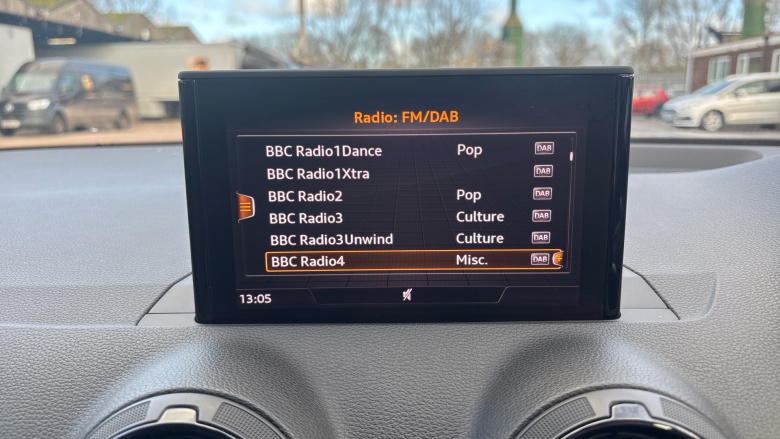 Radio: FM/DAB
BBC Radio1Dance Pop DAB
BBC Radio1Xtra DAB
BBC Radio2 Pop DAB
BBC Radio3 Culture DAB
BBC Radio3Unwind Culture DAB
BBC Radio4 Misc. DAB
13:05